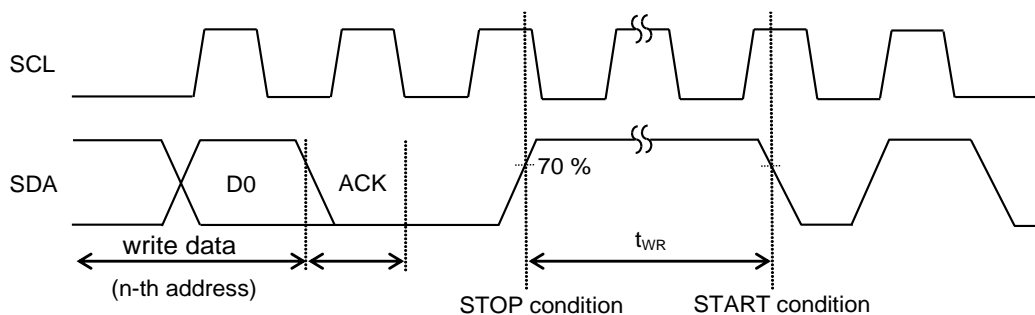 SCL
SDA
D0
ACK
70 %
write data
(n-th address)
tWR
STOP condition
START condition